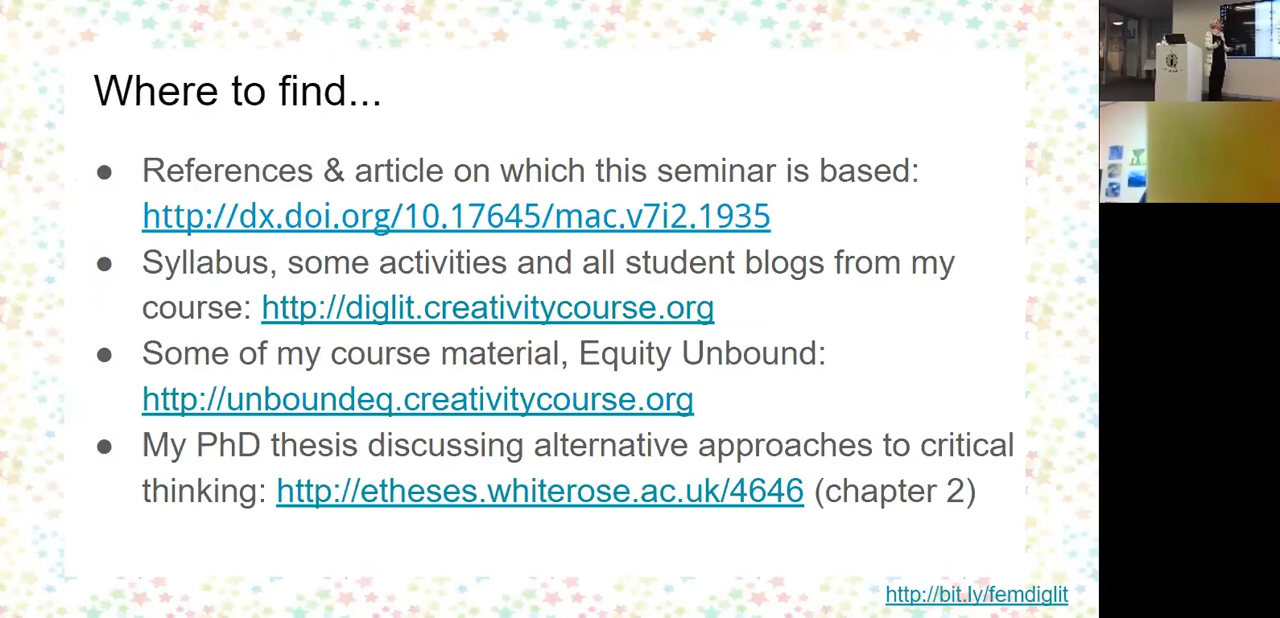 Where to find...
● References & article on which this seminar is based:
http://dx.doi.org/10.17645/mac.v7i2.1935
● Syllabus, some activities and all student blogs from my
course: http://diglit.creativitycourse.org
● Some of my course material, Equity Unbound:
http://unboundeq.creativitycourse.org
● My PhD thesis discussing alternative approaches to critical
thinking: http://etheses.whiterose.ac.uk/4646 (chapter 2)
http://bit.ly/femdiglit